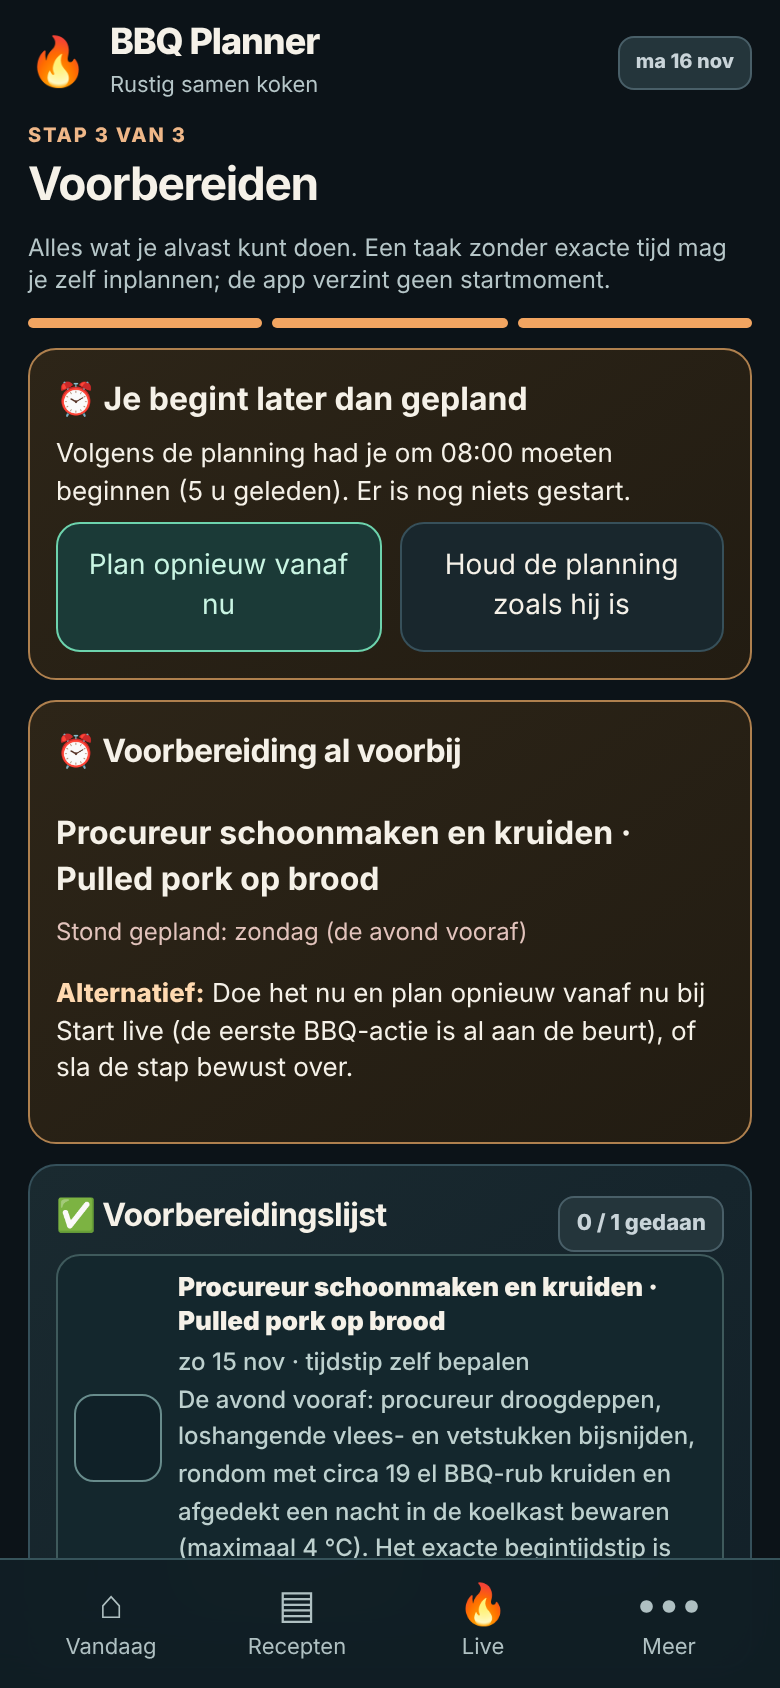 BBQ Planner
Rustig samen koken
ma 16 nov
STAP 3 VAN 3
Voorbereiden
Alles wat je alvast kunt doen. Een taak zonder exacte tijd mag
je zelf inplannen; de app verzint geen startmoment.
Je begint later dan gepland
Volgens de planning had je om 08:00 moeten
beginnen (5 u geleden). Er is nog niets gestart.
Plan opnieuw vanaf
nu
Houd de planning
zoals hij is
Voorbereiding al voorbij
Procureur schoonmaken en kruiden ·
Pulled pork op brood
Stond gepland: zondag (de avond vooraf)
Alternatief: Doe het nu en plan opnieuw vanaf nu bij
Start live (de eerste BBQ-actie is al aan de beurt), of
sla de stap bewust over.
Voorbereidingslijst
0 / 1 gedaan
Procureur schoonmaken en kruiden ·
Pulled pork op brood
zo 15 nov · tijdstip zelf bepalen
De avond vooraf: procureur droogdeppen,
loshangende vlees- en vetstukken bijsnijden,
rondom met circa 19 el BBQ-rub kruiden en
afgedekt een nacht in de koelkast bewaren
(maximaal 4 °C). Het exacte begintijdstip is
Vandaag
Recepten
Live
Meer